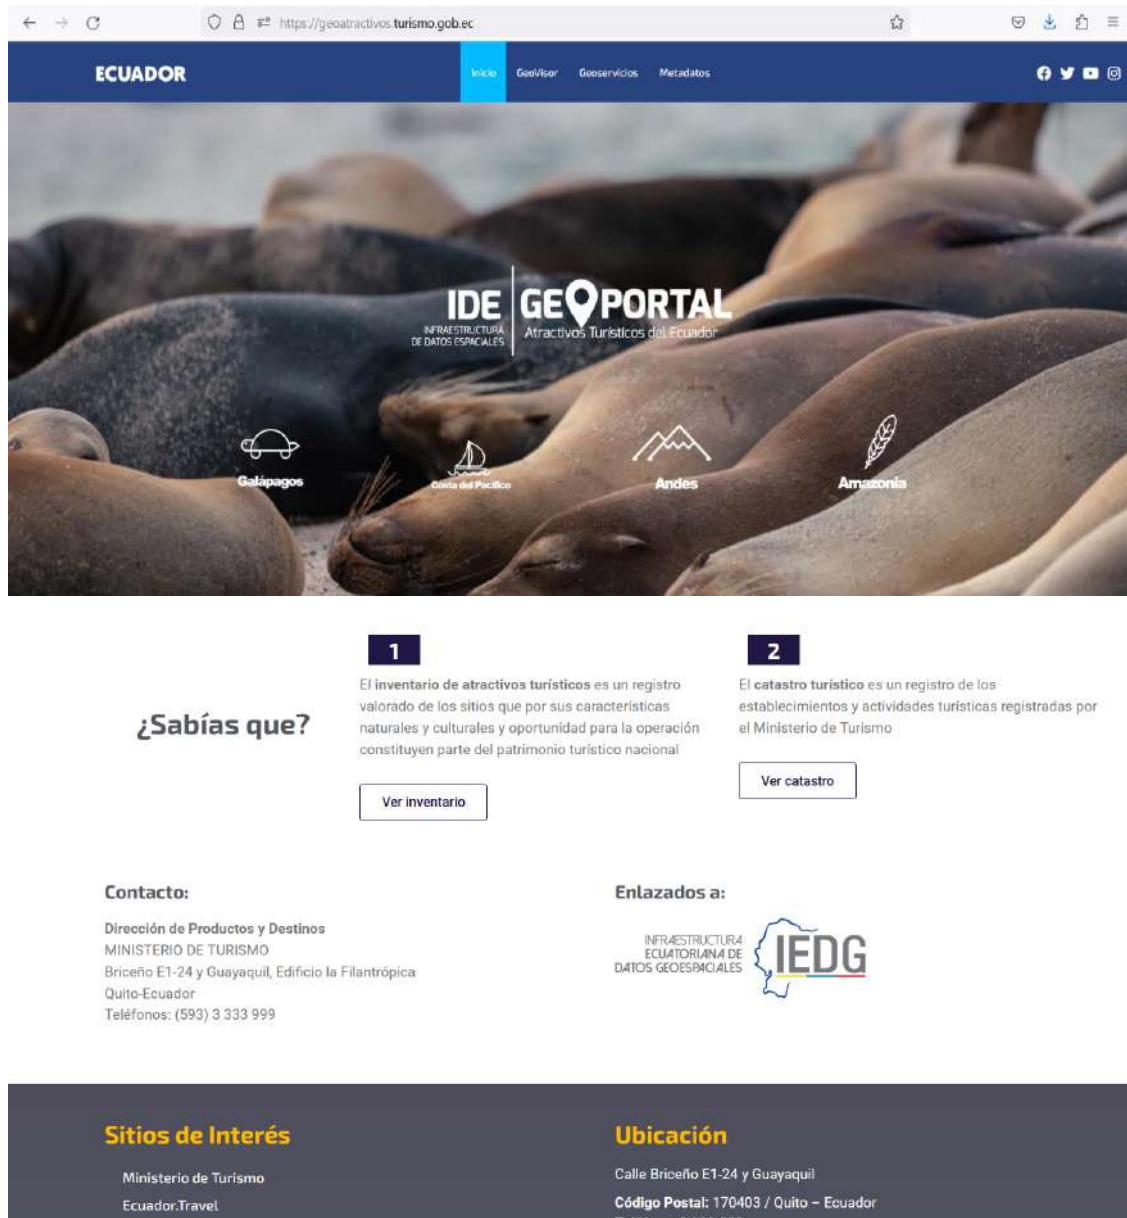 https://geoatractivos.turismo.gob.ec
ECUADOR
Inicio
GeoVisor
Geoservicios
Metadatos
IDE
INFRAESTRUCTURA
DE DATOS ESPACIALES
GEOPORTAL
Atractivos Turísticos del Ecuador
Galápagos
Costa del Pacífico
Andes
Amazonía
¿Sabías que?
1
El inventario de atractivos turísticos es un registro
valorado de los sitios que por sus características
naturales y culturales y oportunidad para la operación
constituyen parte del patrimonio turístico nacional
Ver inventario
2
El catastro turístico es un registro de los
establecimientos y actividades turísticas registradas por
el Ministerio de Turismo
Ver catastro
Contacto:
Dirección de Productos y Destinos
MINISTERIO DE TURISMO
Briceño E1-24 y Guayaquil, Edificio la Filantrópica
Quito-Ecuador
Teléfonos: (593) 3 333 999
Enlazados a:
INFRAESTRUCTURA
ECUATORIANA DE
DATOS GEOESPACIALES
IEDG
Sitios de Interés
Ministerio de Turismo
Ecuador.Travel
Ubicación
Calle Briceño E1-24 y Guayaquil
Código Postal: 170403 / Quito – Ecuador